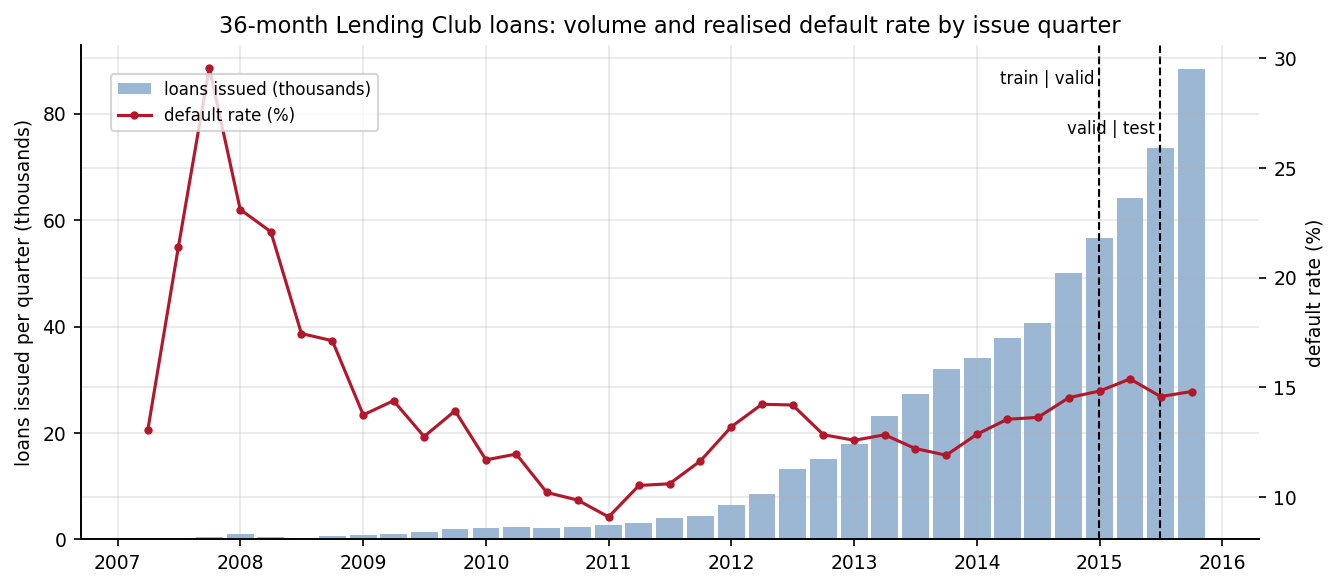 36-month Lending Club loans: volume and realised default rate by issue quarter
loans issued (thousands)
default rate (%)
train | valid
valid | test
loans issued per quarter (thousands)
80
60
40
20
0
30
25
20
15
10
default rate (%)
2007 2008 2009 2010 2011 2012 2013 2014 2015 2016